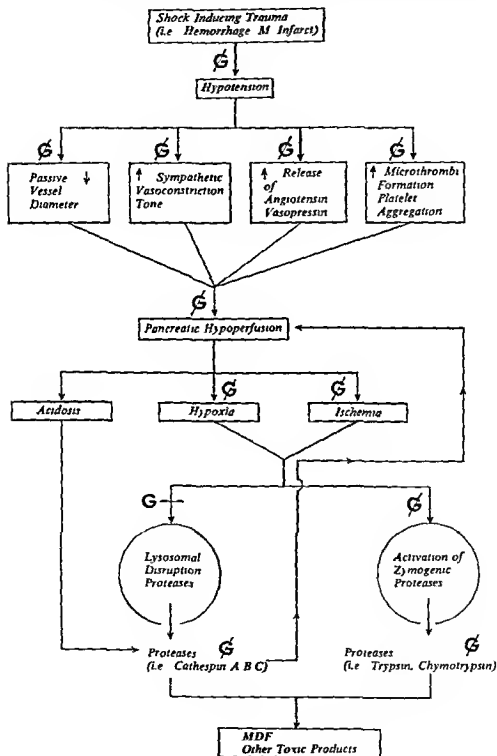 Shock Inducing Trauma
(i.e Hemorrhage M Infarct)
G
Hypotension
G G G G
Passive ↓
Vessel
Diameter
↑ Sympathetic
Vasoconstriction
Tone
↑ Release
of
Angiotensin
Vasopressin
↑ Microthrombi
Formation
Platelet
Aggregation
G
Pancreatic Hypoperfusion
G G
Acidosis
Hypoxia
Ischemia
G G
Lysosomal
Disruption
Proteases
Activation of
Zymogenic
Proteases
G
Proteases
(i.e Cathespin A B C)
G
Proteases
(i.e Trypsin, Chymotrypsin)
MDF
Other Toxic Products